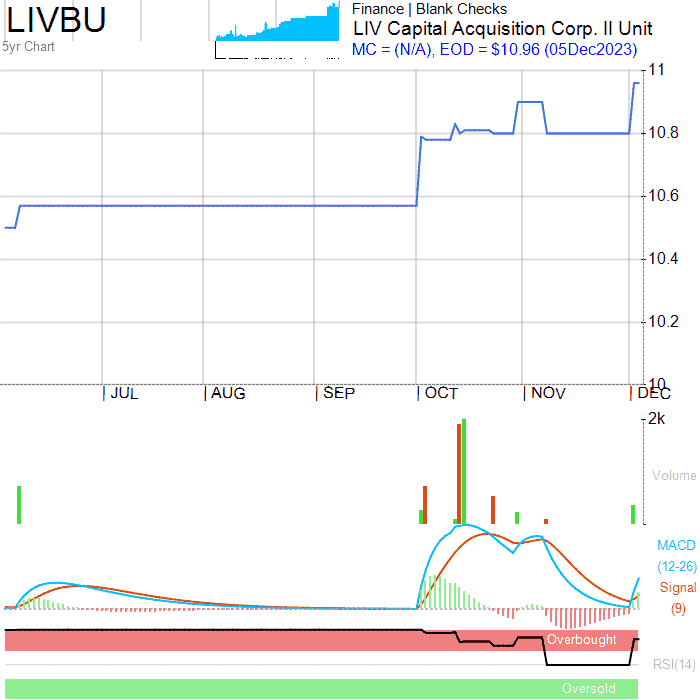 LIVBU
5yr Chart
Finance | Blank Checks
LIV Capital Acquisition Corp. II Unit
MC = (N/A), EOD = $10.96 (05Dec2023)
11
10.8
10.6
10.4
10.2
10
JUL
AUG
SEP
OCT
NOV
DEC
2k
Volume
MACD
(12-26)
Signal
(9)
Overbought
RSI(14)
Oversold